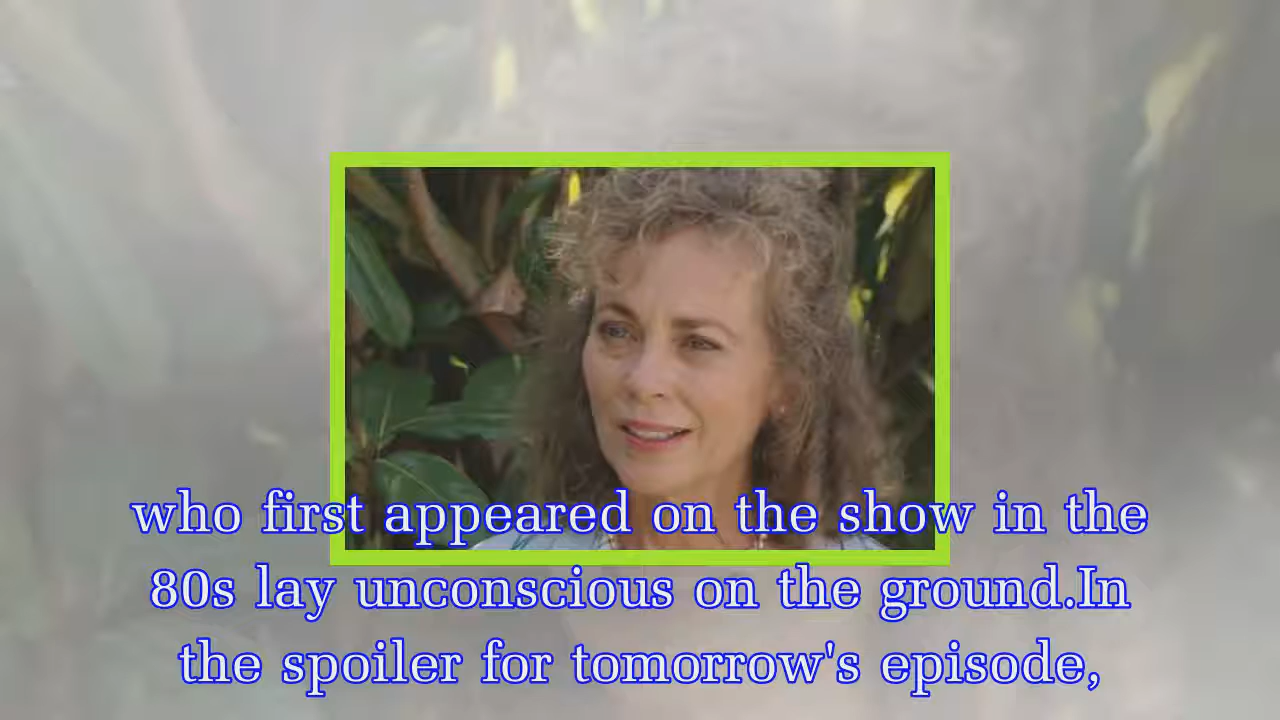 who first appeared on the show in the
80s lay unconscious on the ground.In
the spoiler for tomorrow's episode,